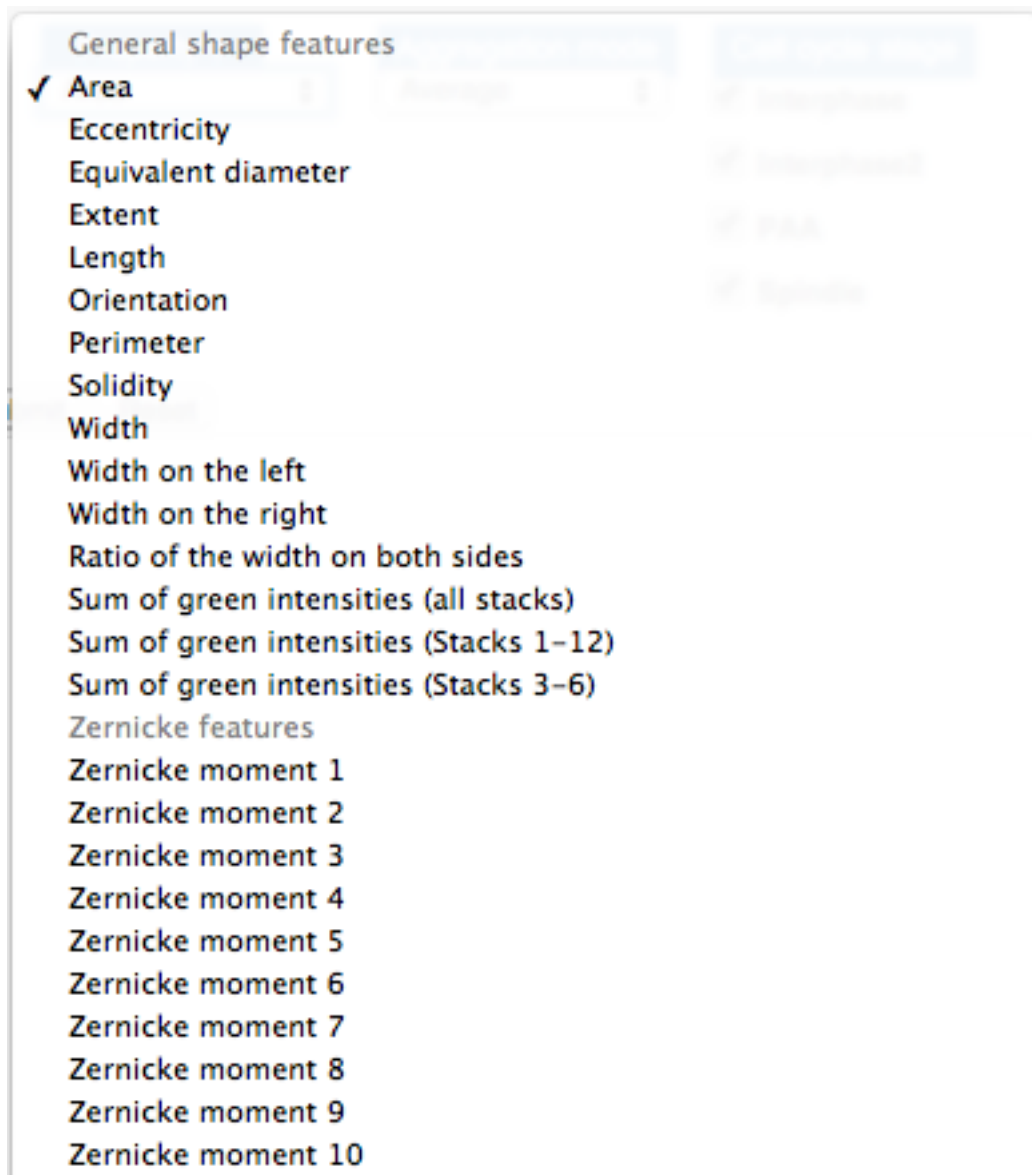 General shape features
✓ Area
Eccentricity
Equivalent diameter
Extent
Length
Orientation
Perimeter
Solidity
Width
Width on the left
Width on the right
Ratio of the width on both sides
Sum of green intensities (all stacks)
Sum of green intensities (Stacks 1-12)
Sum of green intensities (Stacks 3-6)
Zernicke features
Zernicke moment 1
Zernicke moment 2
Zernicke moment 3
Zernicke moment 4
Zernicke moment 5
Zernicke moment 6
Zernicke moment 7
Zernicke moment 8
Zernicke moment 9
Zernicke moment 10
Average
Interphase
Spindle